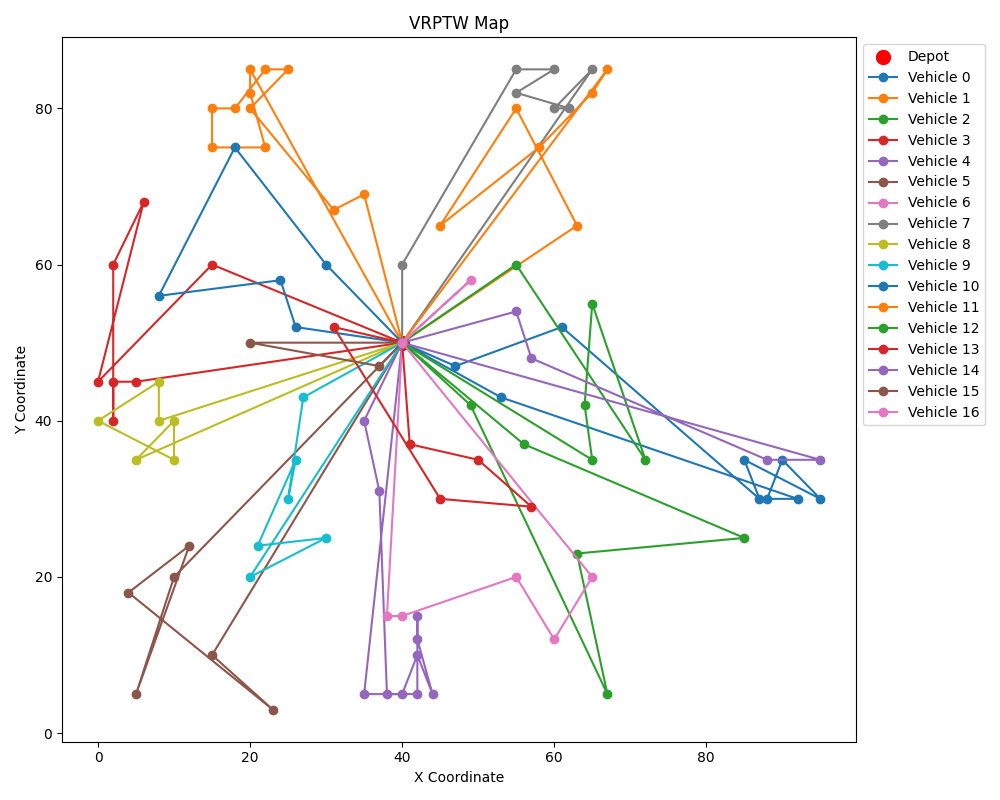 VRPTW Map
Y Coordinate
80
60
40
20
0
0 20 40 60 80
X Coordinate
Depot
Vehicle 0
Vehicle 1
Vehicle 2
Vehicle 3
Vehicle 4
Vehicle 5
Vehicle 6
Vehicle 7
Vehicle 8
Vehicle 9
Vehicle 10
Vehicle 11
Vehicle 12
Vehicle 13
Vehicle 14
Vehicle 15
Vehicle 16